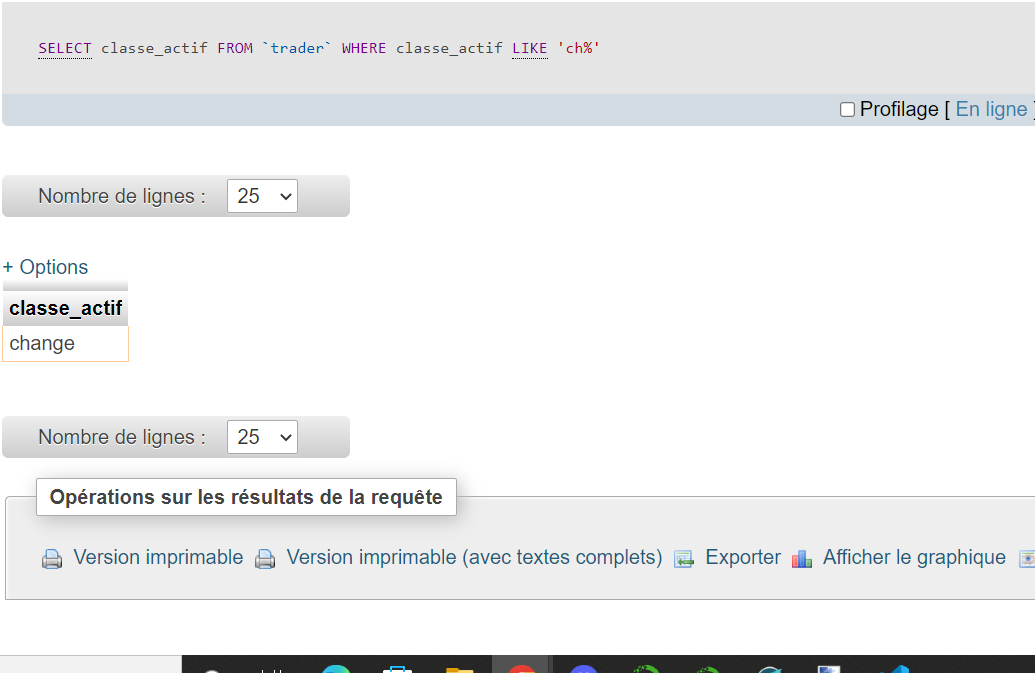 SELECT classe_actif FROM `trader` WHERE classe_actif LIKE 'ch%'
Profilage [ En ligne ]
Nombre de lignes : 25
+ Options
classe_actif
change
Nombre de lignes : 25
Opérations sur les résultats de la requête
Version imprimable Version imprimable (avec textes complets) Exporter Afficher le graphique